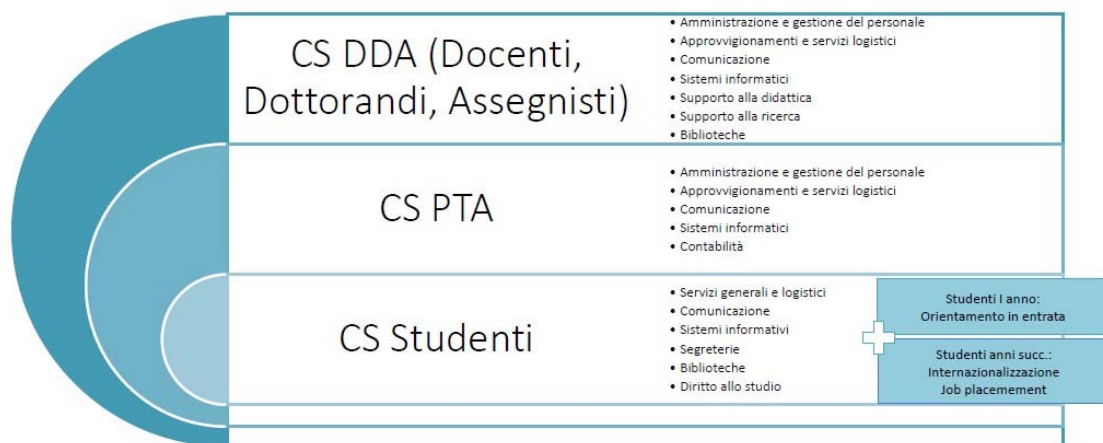 CS DDA (Docenti,
Dottorandi, Assegnisti)
• Amministrazione e gestione del personale
• Approvvigionamenti e servizi logistici
• Comunicazione
• Sistemi informatici
• Supporto alla didattica
• Supporto alla ricerca
• Biblioteche
CS PTA
• Amministrazione e gestione del personale
• Approvvigionamenti e servizi logistici
• Comunicazione
• Sistemi informatici
• Contabilità
CS Studenti
• Servizi generali e logistici
• Comunicazione
• Sistemi informativi
• Segreterie
• Biblioteche
• Diritto allo studio
Studenti I anno:
Orientamento in entrata
Studenti anni succ.:
Internazionalizzazione
Job placemement